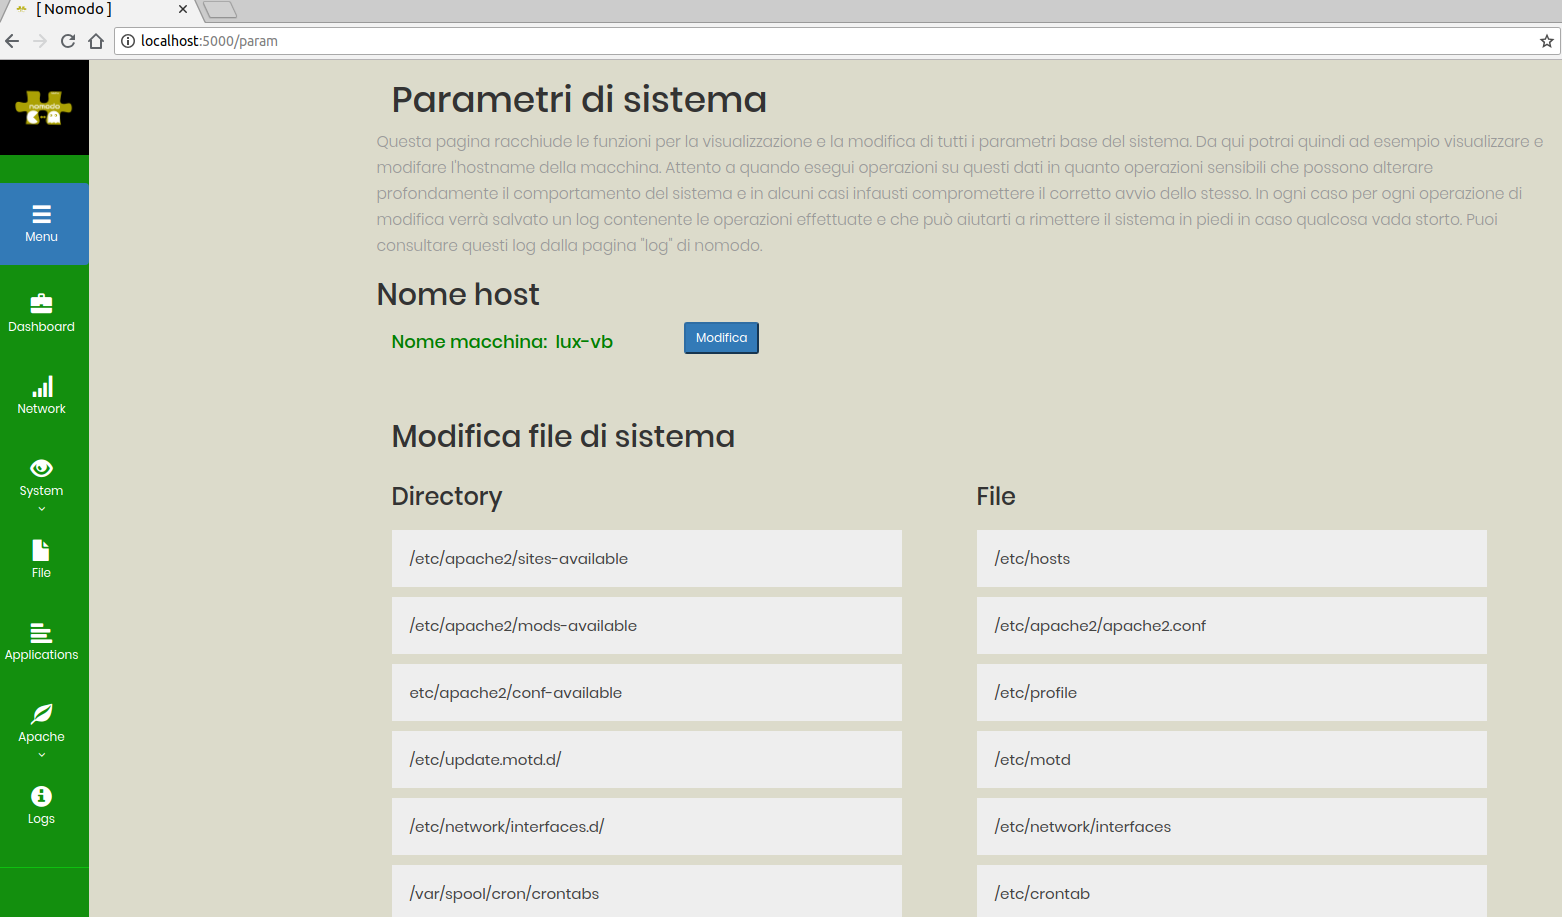 [ Nomodo ]
localhost:5000/param
nomodo
Menu
Dashboard
Network
System
File
Applications
Apache
Logs
Parametri di sistema
Questa pagina racchiude le funzioni per la visualizzazione e la modifica di tutti i parametri base del sistema. Da qui potrai quindi ad esempio visualizzare e
modifare l'hostname della macchina. Attento a quando esegui operazioni su questi dati in quanto operazioni sensibili che possono alterare
profondamente il comportamento del sistema e in alcuni casi infausti compromettere il corretto avvio dello stesso. In ogni caso per ogni operazione di
modifica verrà salvato un log contenente le operazioni effettuate e che può aiutarti a rimettere il sistema in piedi in caso qualcosa vada storto. Puoi
consultare questi log dalla pagina "log" di nomodo.
Nome host
Nome macchina: lux-vb
Modifica
Modifica file di sistema
Directory
/etc/apache2/sites-available
/etc/apache2/mods-available
etc/apache2/conf-available
/etc/update.motd.d/
/etc/network/interfaces.d/
/var/spool/cron/crontabs
File
/etc/hosts
/etc/apache2/apache2.conf
/etc/profile
/etc/motd
/etc/network/interfaces
/etc/crontab